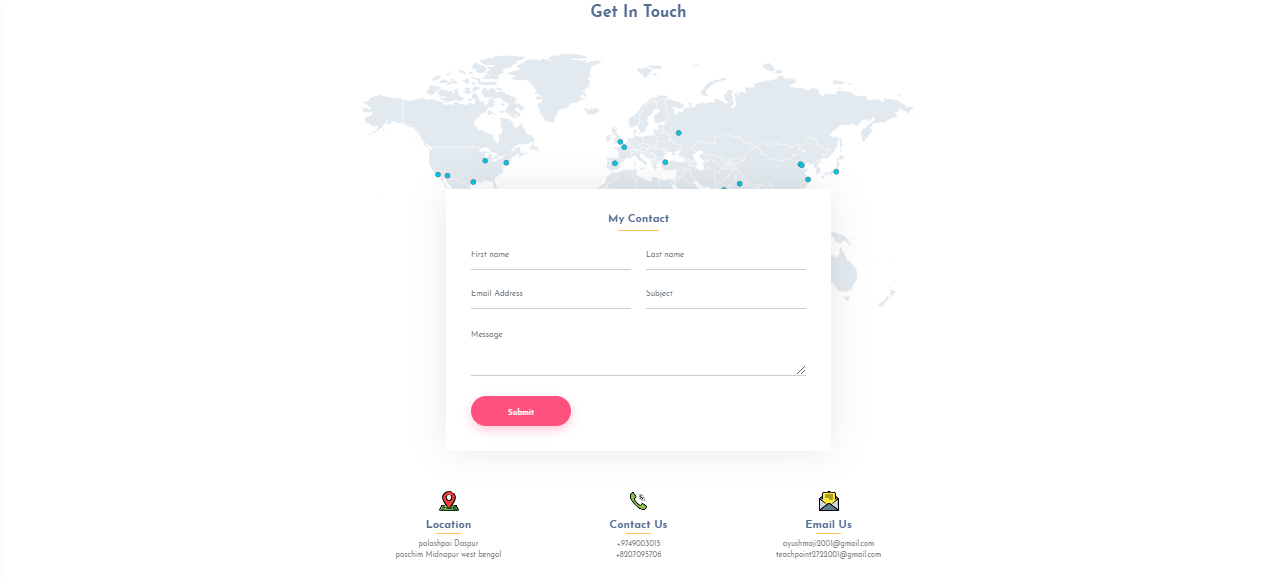 Get In Touch
My Contact
First name
Last name
Email Address
Subject
Message
Submit
Location
palashpai Daspur
paschim Midnapur west bengal
Contact Us
+9749003015
+8207095706
Email Us
ayushmaji2001@gmail.com
teachpoint2722001@gmail.com